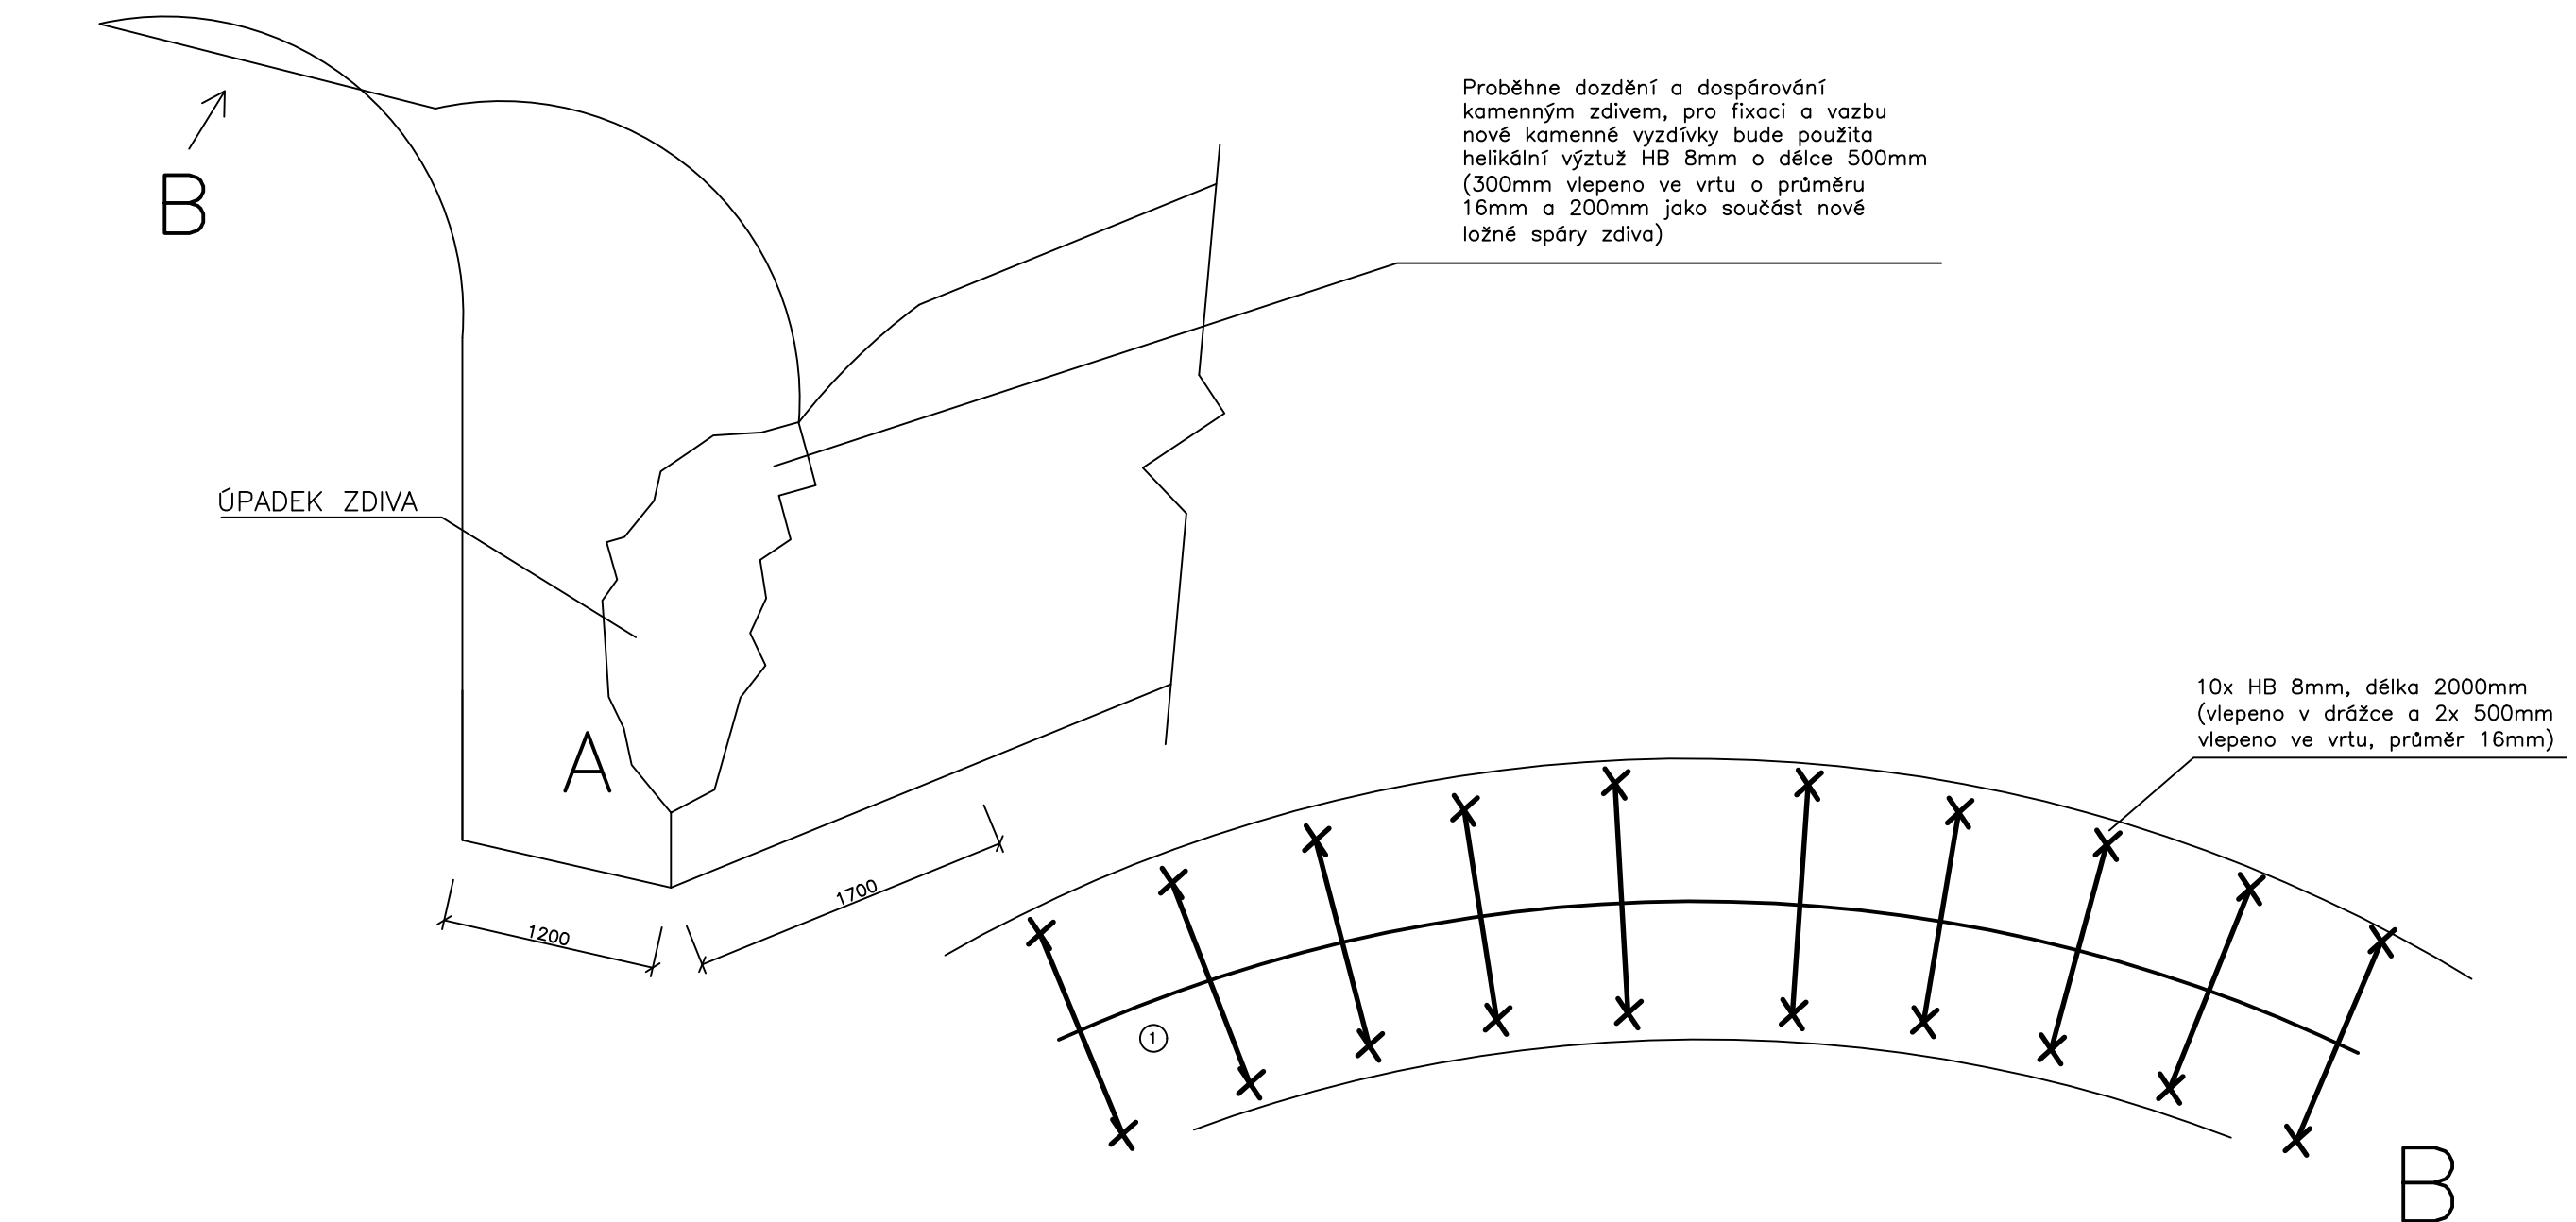 B
Proběhne dozdění a dospárování
kamenným zdivem, pro fixaci a vazbu
nové kamenné vyzdívky bude použita
helikální výztuž HB 8mm o délce 500mm
(300mm vlepeno ve vrtu o průměru
16mm a 200mm jako součást nové
ložné spáry zdiva)
ÚPADEK ZDIVA
A
1200
1700
10x HB 8mm, délka 2000mm
(vlepeno v drážce a 2x 500mm
vlepeno ve vrtu, průměr 16mm)
1
B